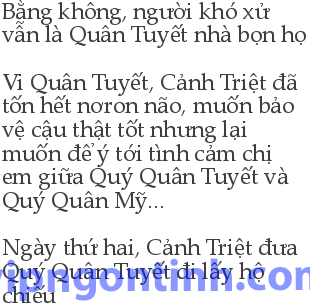 Bằng không, người khó xử
vẫn là Quân Tuyết nhà bọn họ
Vi Quân Tuyết, Cảnh Triệt đã
tốn hết noron não, muốn bảo
vệ cậu thật tốt nhưng lại
muốn để ý tới tình cảm chị
em giữa Quý Quân Tuyết và
Quý Quân Mỹ...
Ngày thứ hai, Cảnh Triệt đưa
Quý Quân Tuyết đi lấy hộ
chiếu
vipngontinh.com